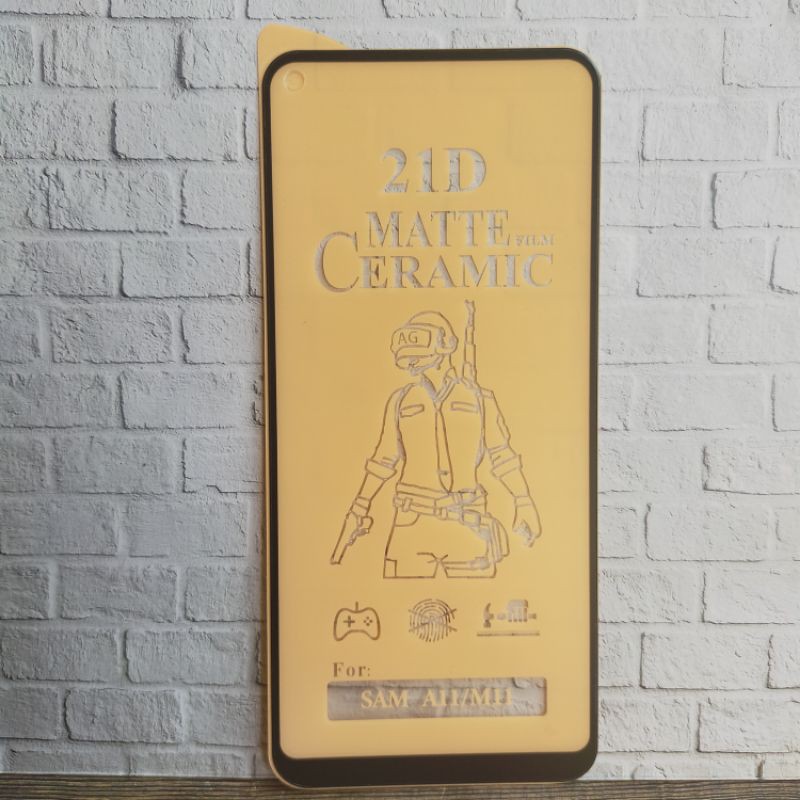 21D
MATTE FILM
CERAMIC
AG
For:
SAM A11/M11